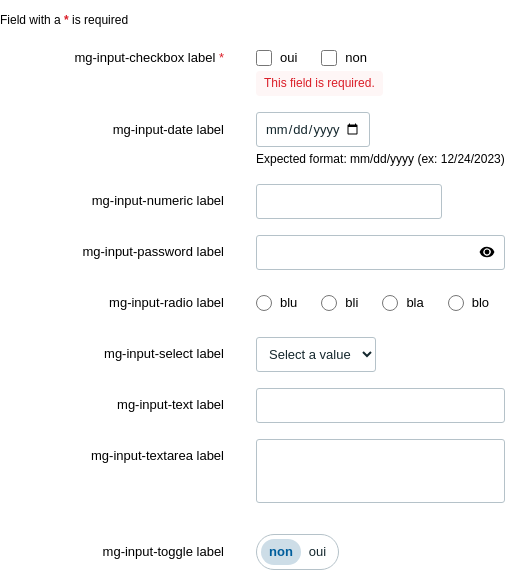 Field with a * is required
mg-input-checkbox label * oui non
This field is required.
mg-input-date label mm/dd/yyyy
Expected format: mm/dd/yyyy (ex: 12/24/2023)
mg-input-numeric label
mg-input-password label
mg-input-radio label blu bli bla blo
mg-input-select label Select a value
mg-input-text label
mg-input-textarea label
mg-input-toggle label non oui